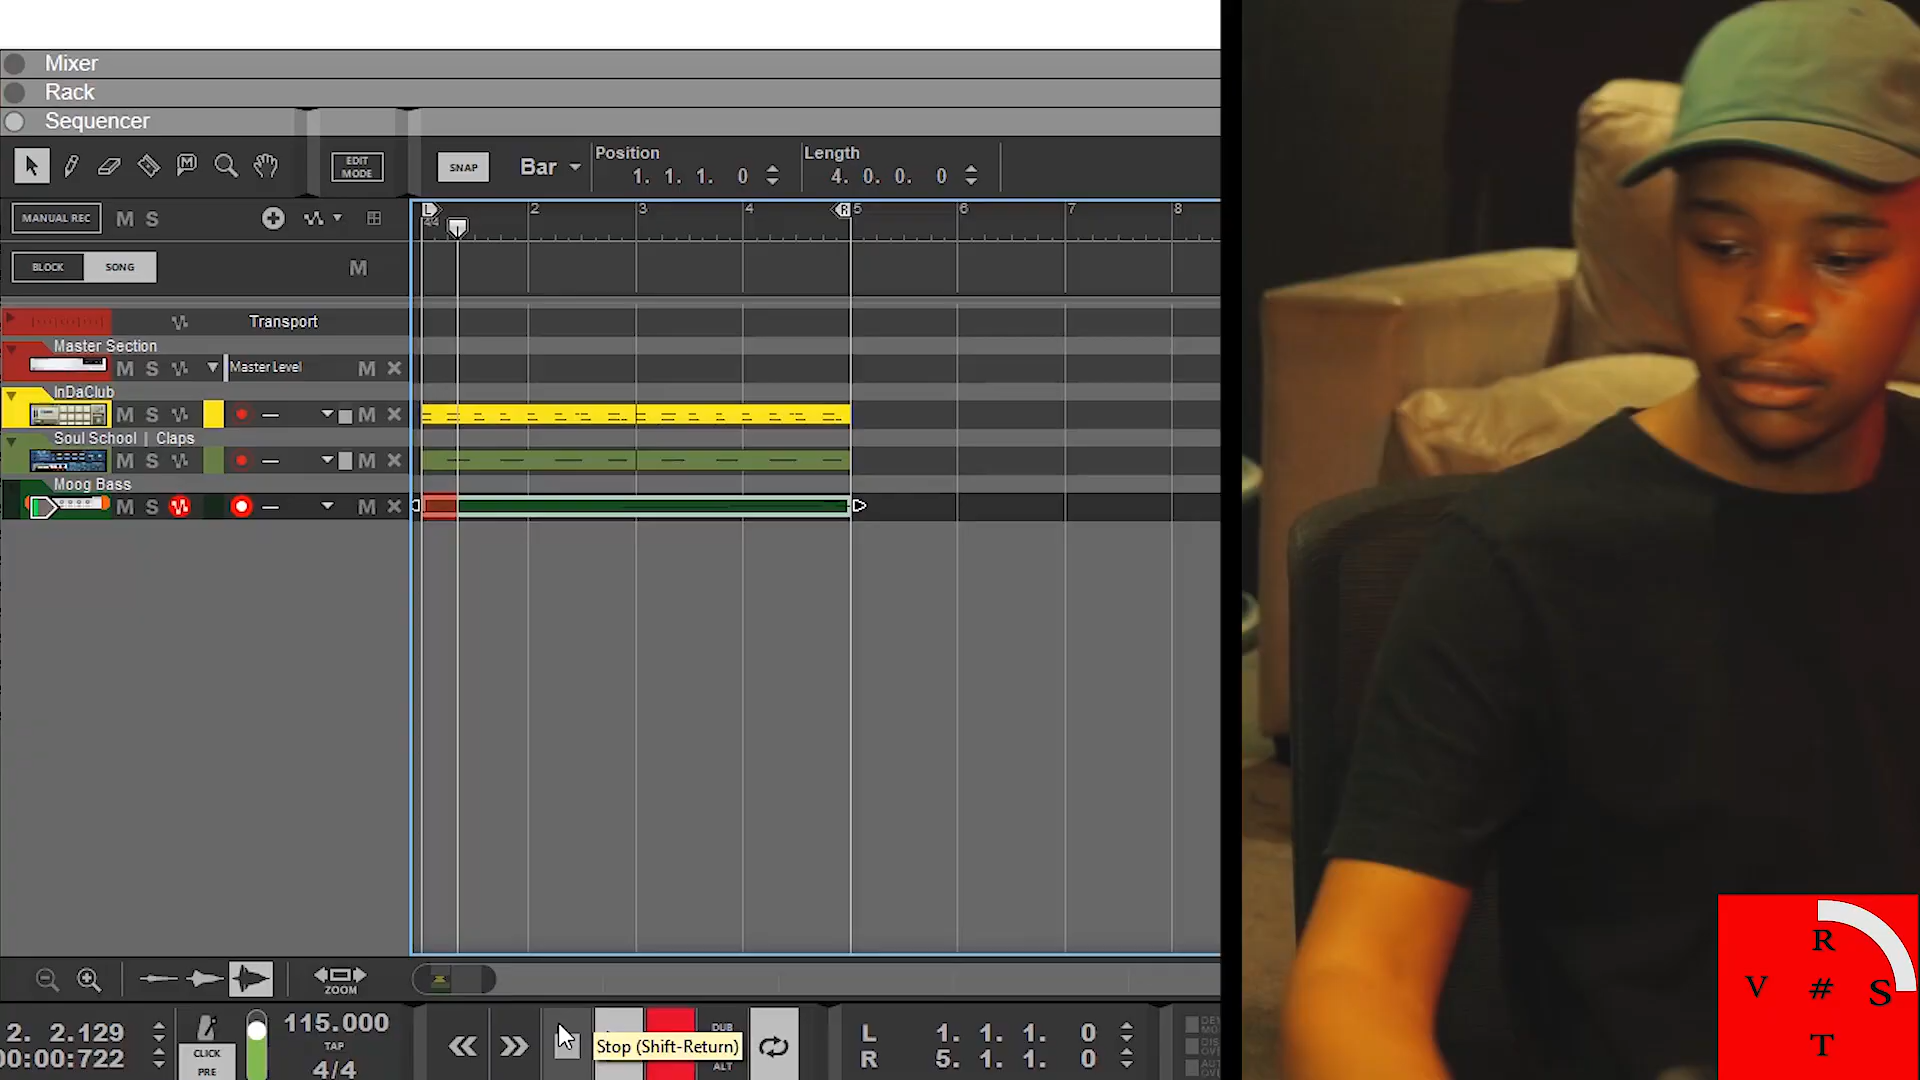 Mixer
Rack
Sequencer
EDIT MODE
SNAP
Bar
Position
1. 1. 1. 0
Length
4. 0. 0. 0
MANUAL REC
M S
L
2 3 4 R 5 6 7 8
4/4
BLOCK
SONG
M
Transport
Master Section
M S
Master Level
M
InDaClub
M S
M
Soul School | Claps
M S
M
Moog Bass
M S
M
ZOOM
2. 2.129
00:00:722
CLICK
PRE
115.000
TAP
4/4
Stop (Shift-Return)
DUB
ALT
L 1. 1. 1. 0
R 5. 1. 1. 0
R
V # S
T